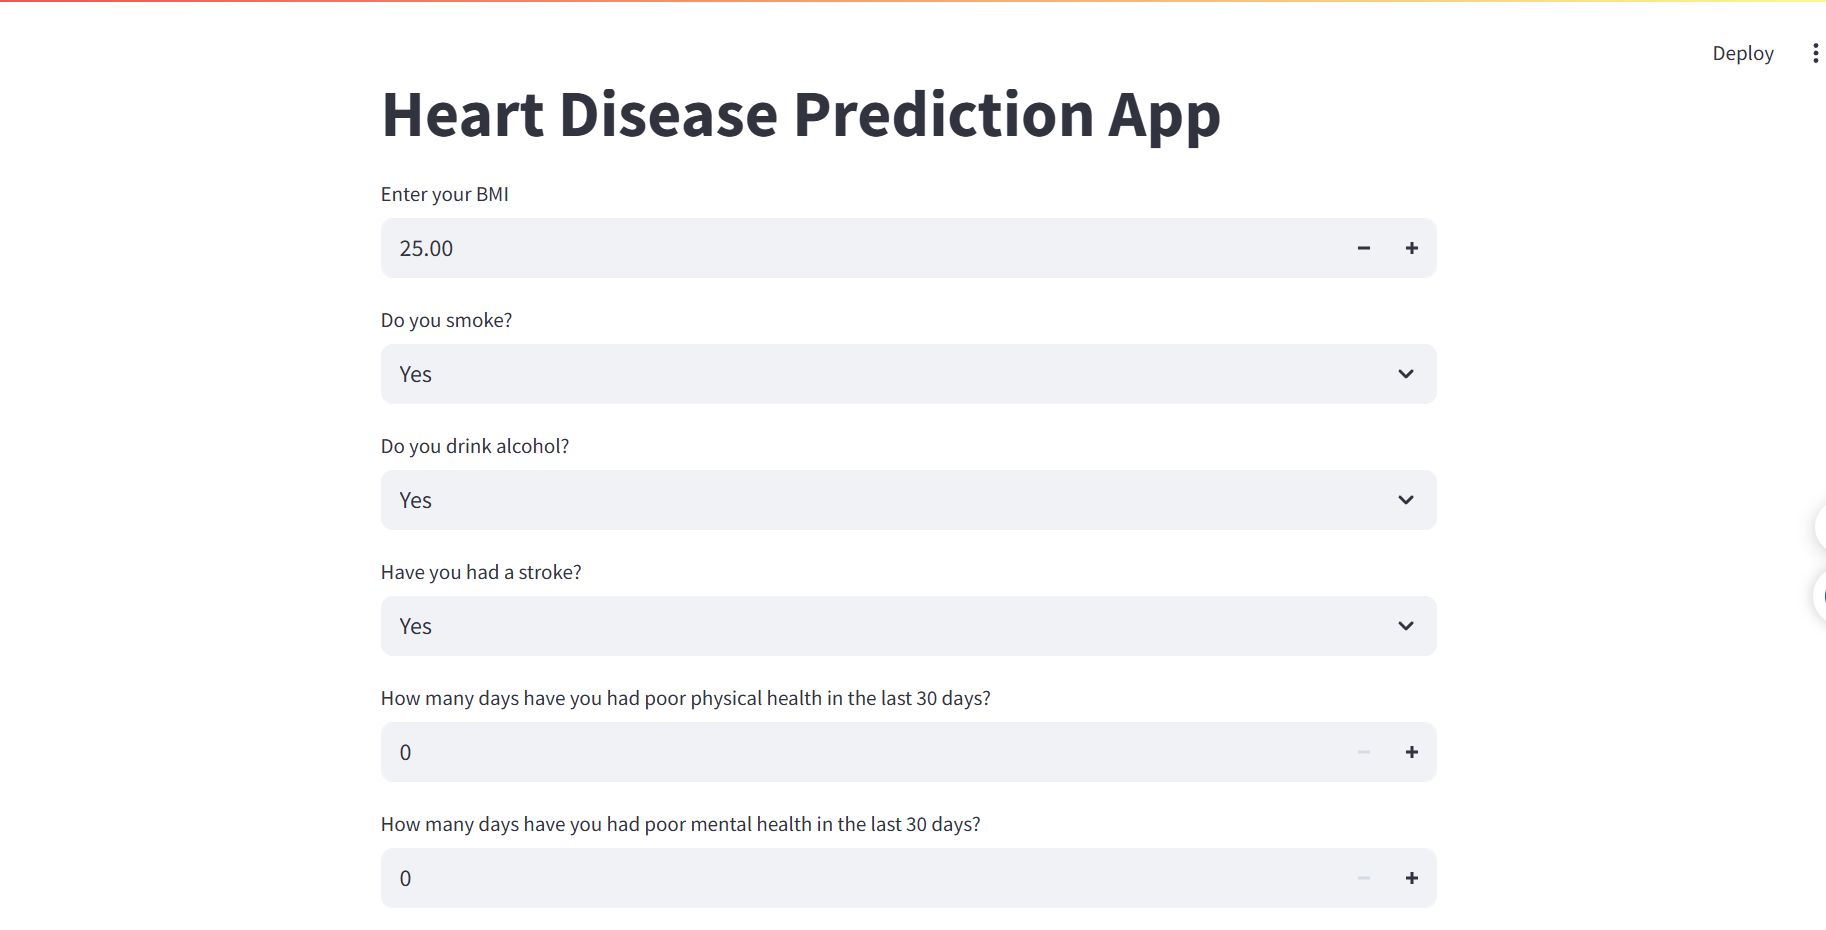 Deploy
Heart Disease Prediction App
Enter your BMI
25.00
Do you smoke?
Yes
Do you drink alcohol?
Yes
Have you had a stroke?
Yes
How many days have you had poor physical health in the last 30 days?
0
How many days have you had poor mental health in the last 30 days?
0